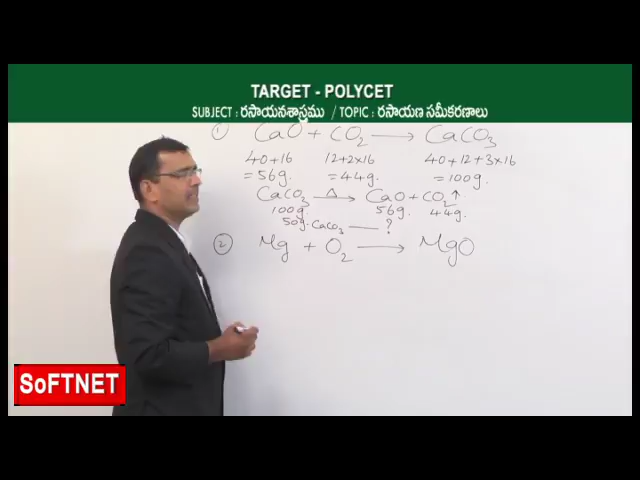 TARGET - POLYCET
SUBJECT : రసాయనశాస్త్రము / TOPIC : రసాయణ సమీకరణాలు
1) CaO + CO₂ ⟶ CaCO₃
40+16 12+2×16 40+12+3×16
=56g. =44g. =100g.
CaCO₃ —Δ→ CaO+CO₂↑
100g 56g. 44g.
50g. CaCO₃ —— ?
2) Mg + O₂ ⟶ MgO
SoFTNET